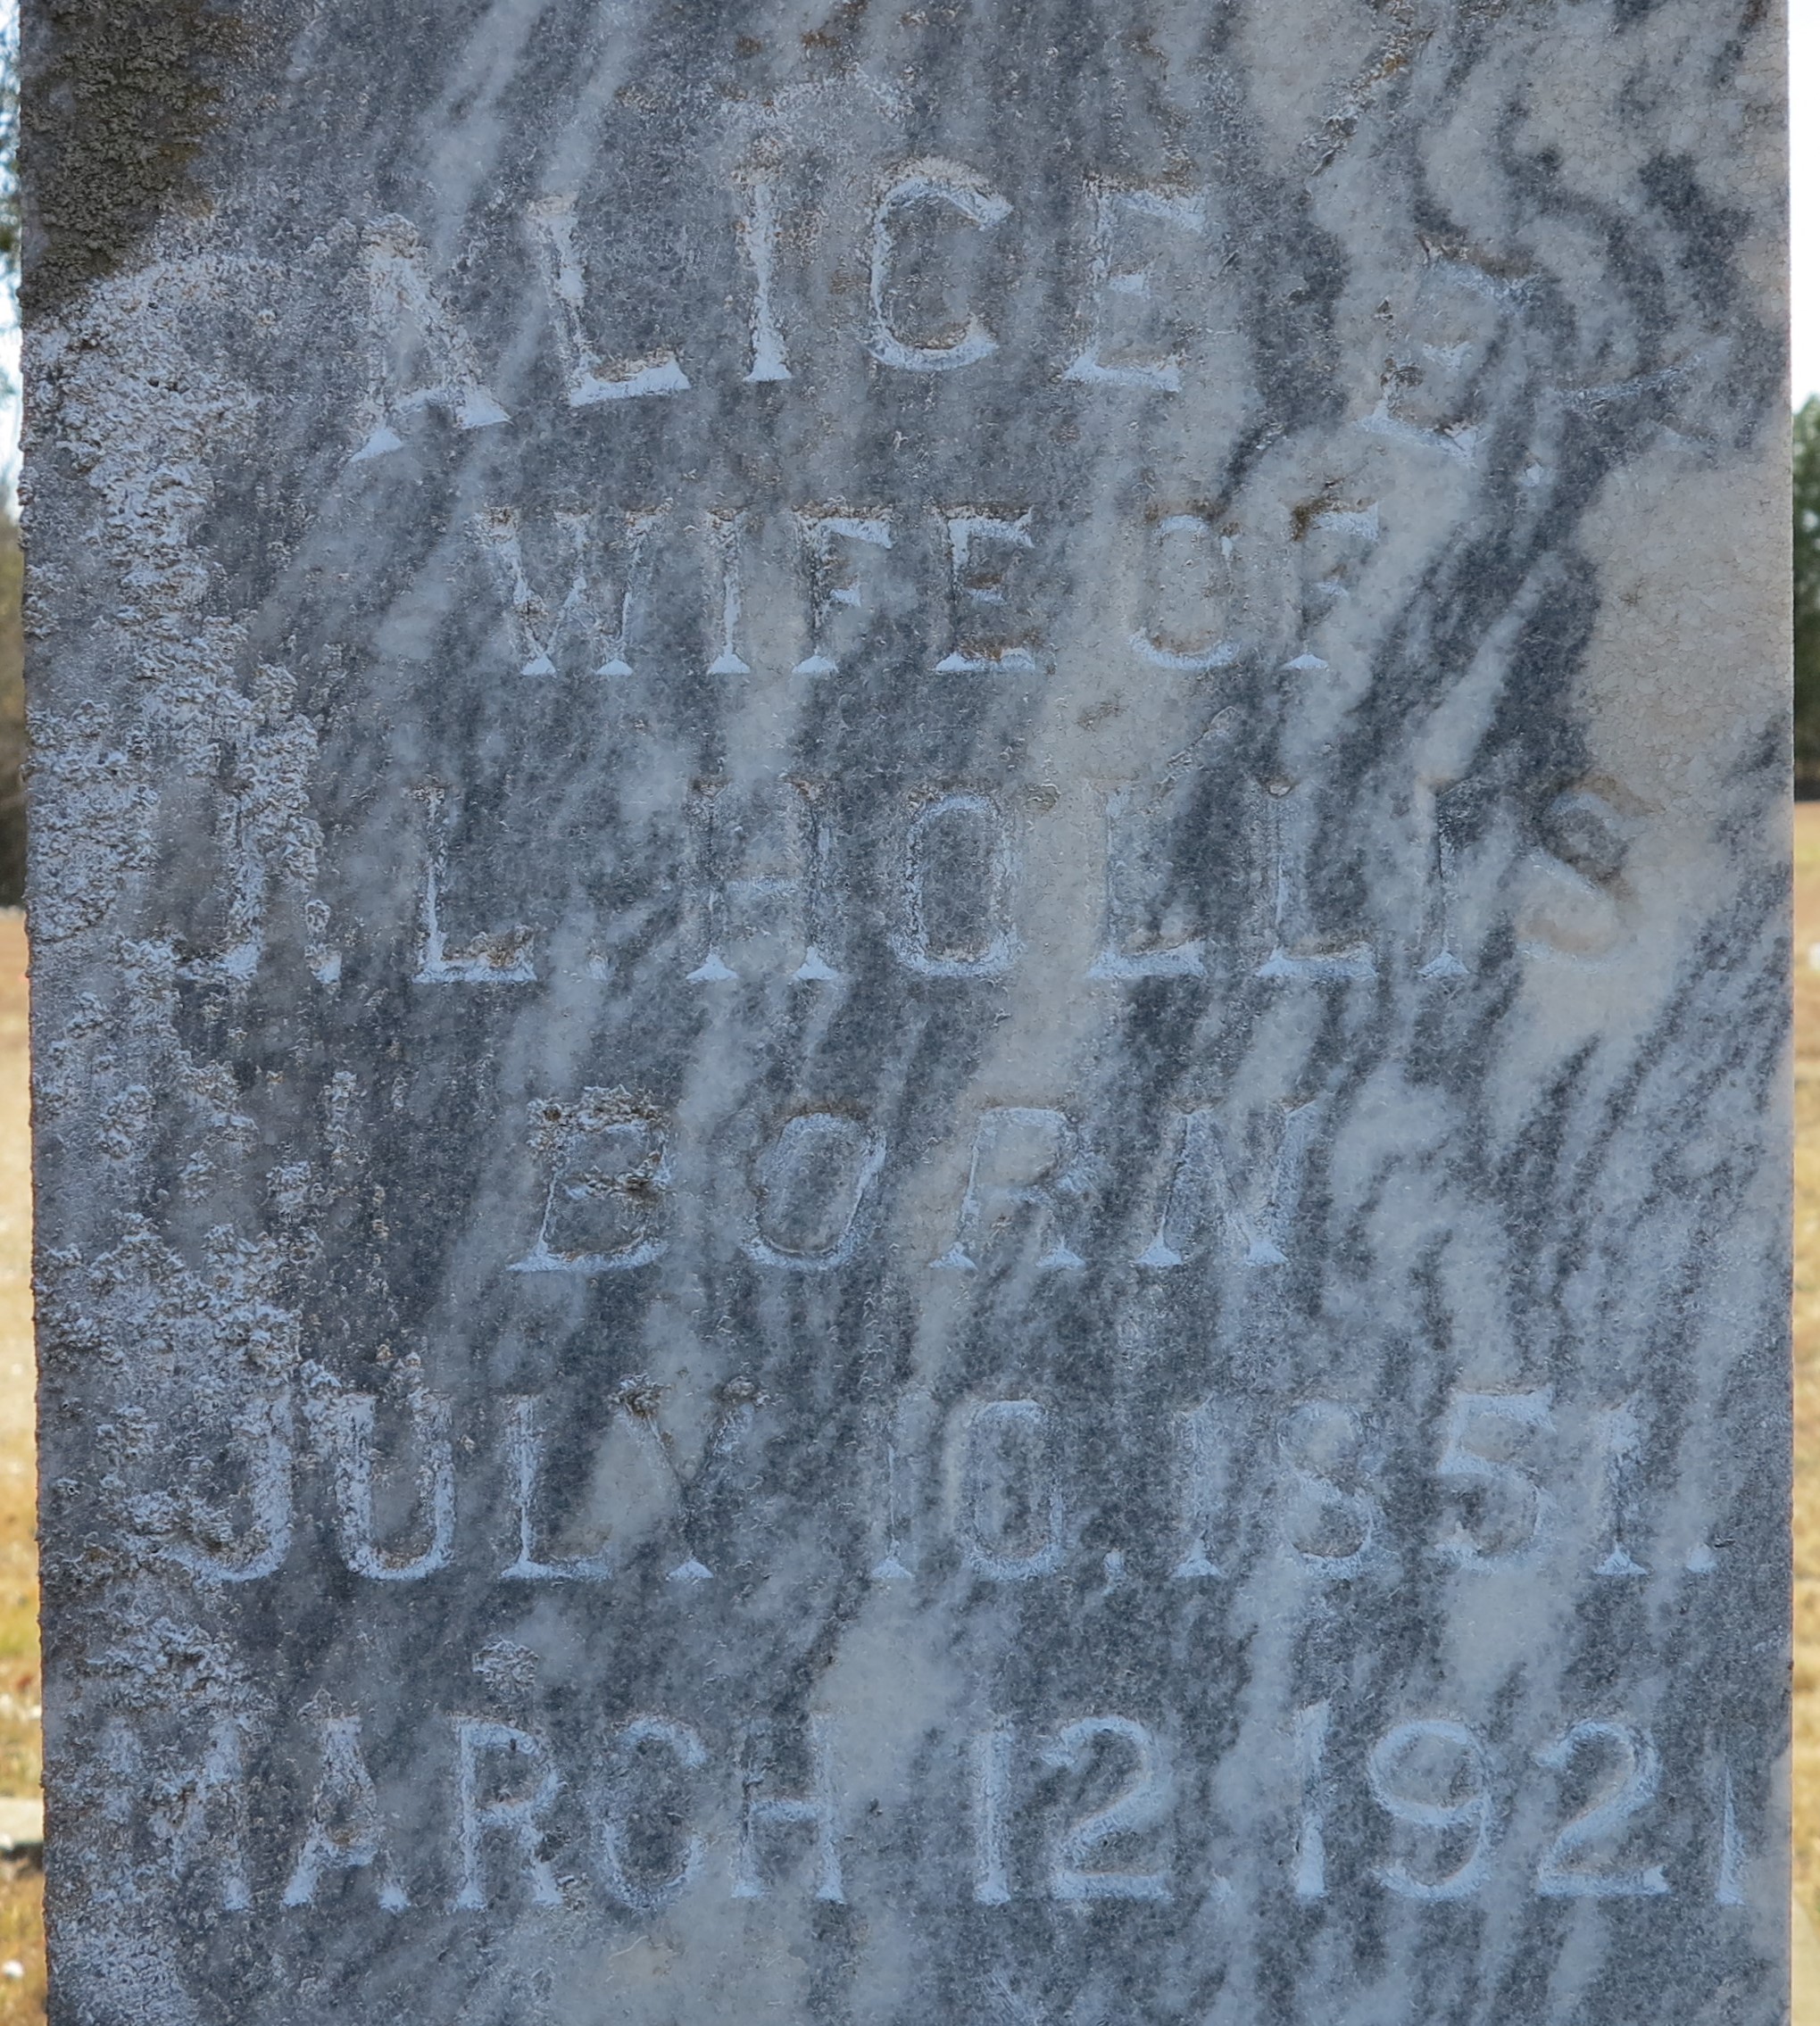 ALICE E.
WIFE OF
J. L. HOLLIS
BORN
JULY 10, 1851.
MARCH 12, 1921